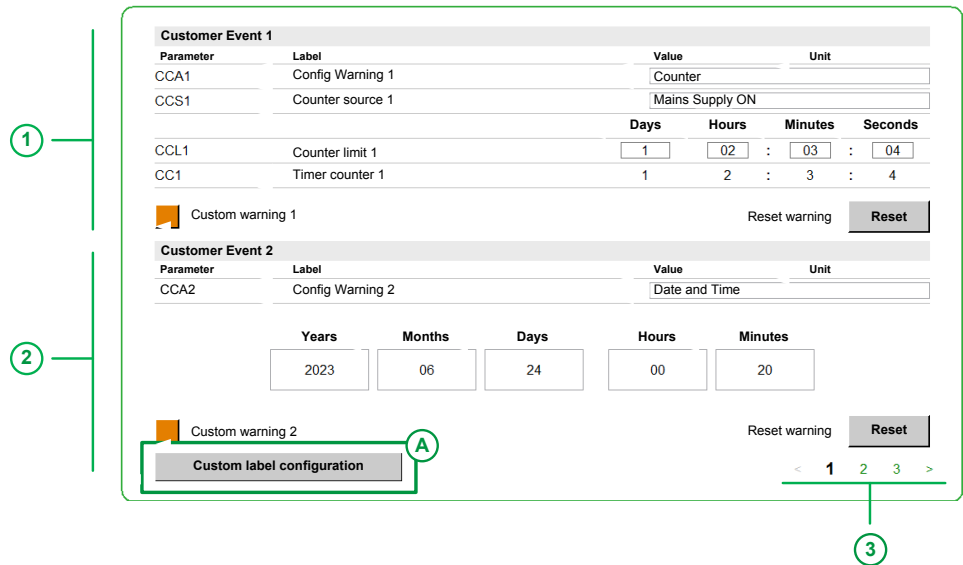 Customer Event 1
Parameter Label Value Unit
CCA1 Config Warning 1 Counter
CCS1 Counter source 1 Mains Supply ON
Days Hours Minutes Seconds
1
CCL1 Counter limit 1 1 02 : 03 : 04
CC1 Timer counter 1 1 2 : 3 : 4
Custom warning 1 Reset warning Reset
Customer Event 2
Parameter Label Value Unit
CCA2 Config Warning 2 Date and Time
Years Months Days Hours Minutes
2
2023 06 24 00 20
Custom warning 2 Reset warning Reset
A
Custom label configuration < 1 2 3 >
3